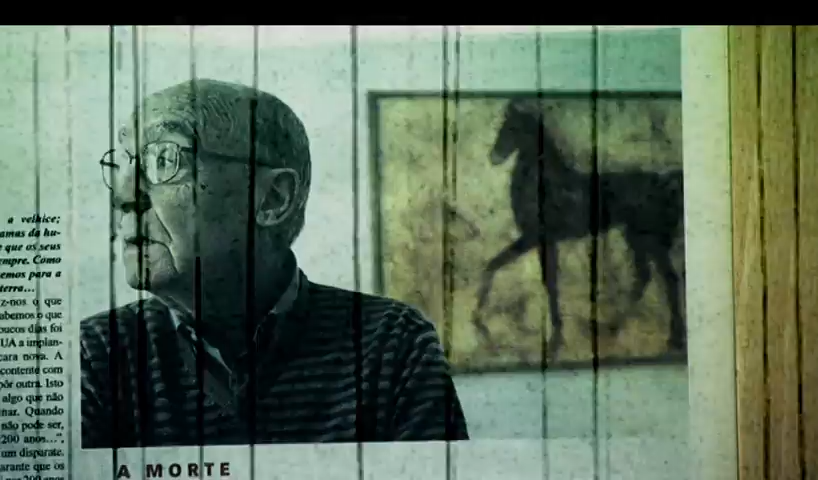 a velhice;
amas da hu-
e que os seus
empre. Como
emos para a
terra...
z-nos o que
abemos o que
oucos dias foi
UA a implan-
cara nova. A
contente com
pôr outra. Isto
algo que não
nar. Quando
não pode ser,
200 anos...",
um disparate.
arante que os
200 anos
A MORTE